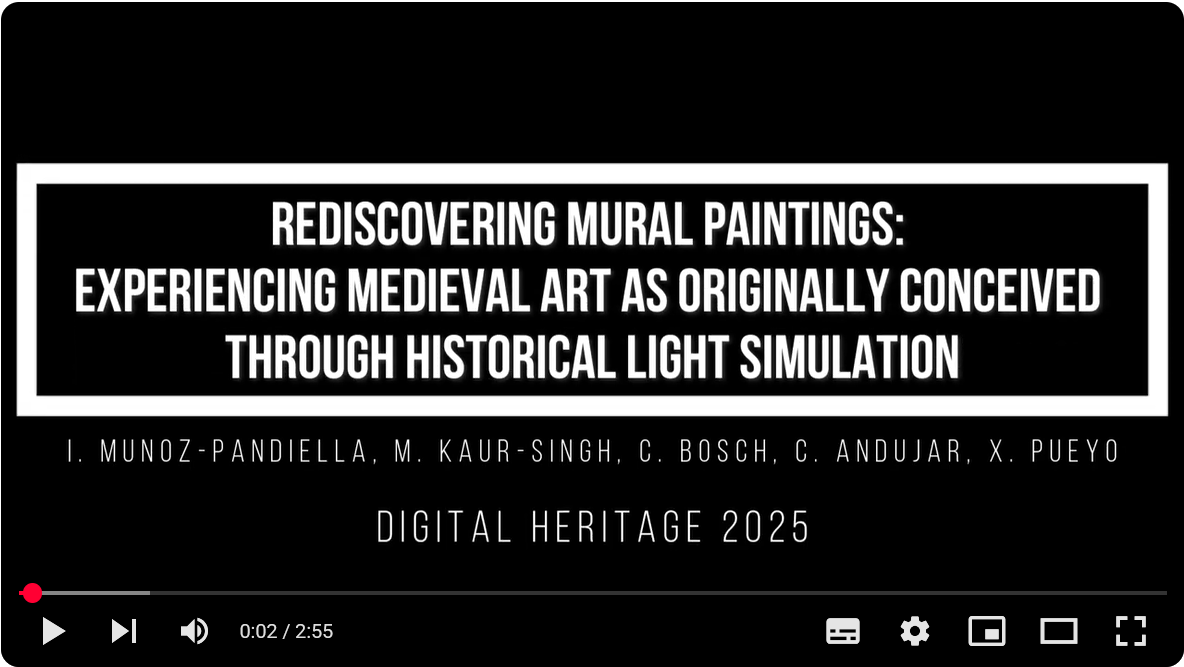 REDISCOVERING MURAL PAINTINGS:
EXPERIENCING MEDIEVAL ART AS ORIGINALLY CONCEIVED
THROUGH HISTORICAL LIGHT SIMULATION
I. MUNOZ-PANDIELLA, M. KAUR-SINGH, C. BOSCH, C. ANDUJAR, X. PUEYO
DIGITAL HERITAGE 2025
0:02 / 2:55